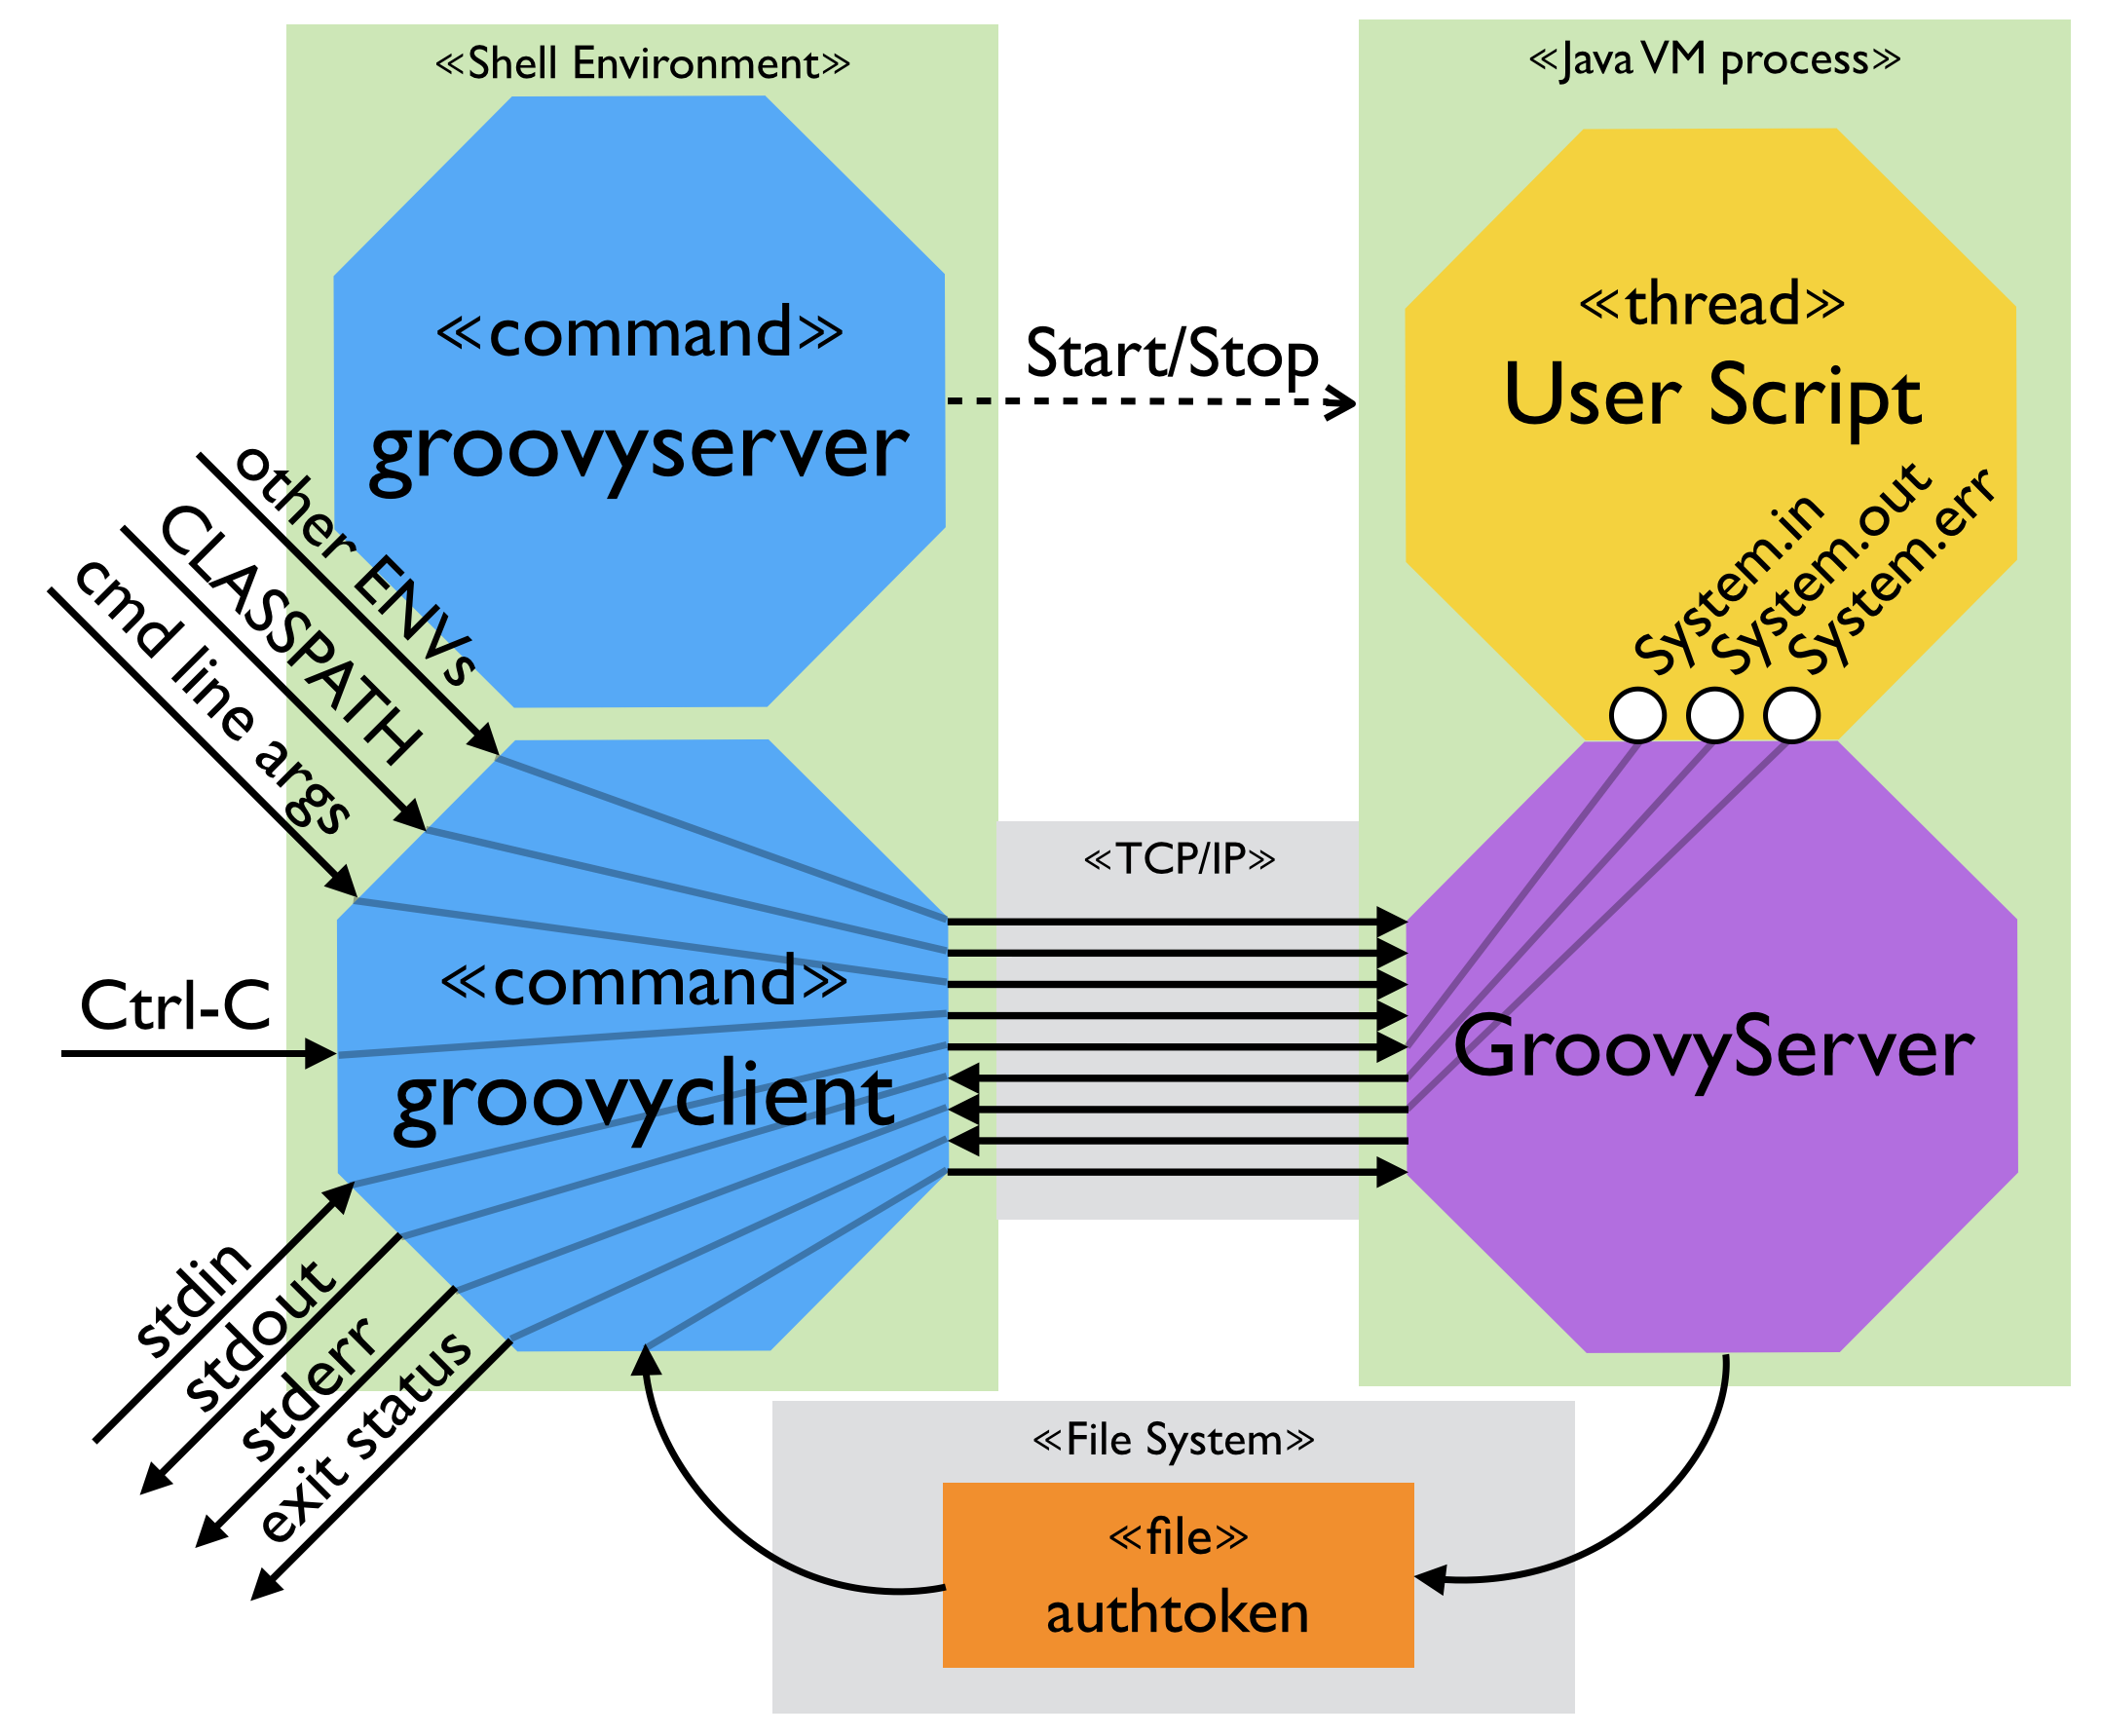 ≪Shell Environment≫
≪Java VM process≫
≪command≫
groovyserver
Start/Stop
≪thread≫
User Script
System.in
System.out
System.err
other ENVs
CLASSPATH
cmd line args
Ctrl-C
≪TCP/IP≫
≪command≫
groovyclient
GroovyServer
stdin
stdout
stderr
exit status
≪File System≫
≪file≫
authtoken